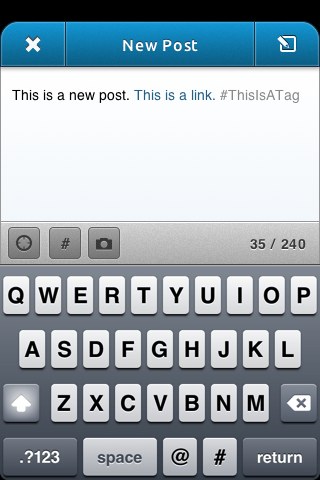 New Post
This is a new post. This is a link. #ThisIsATag
# 35 / 240
Q W E R T Y U I O P
A S D F G H J K L
Z X C V B N M
.?123 space @ # return